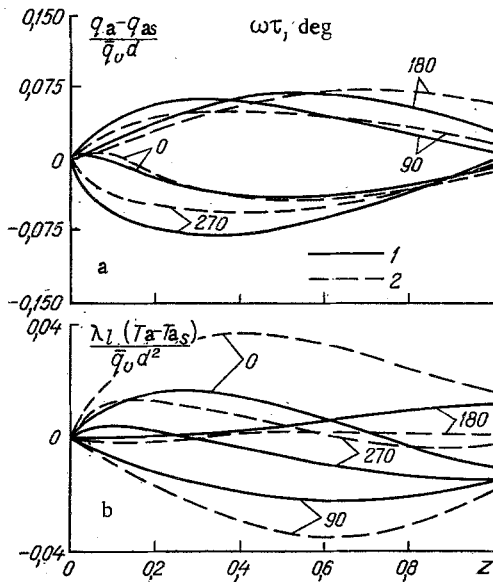 0,150
q_a-q_as
q̄_υ d
ωτ, deg
0,075
180
0
0
90
-0,075
270
1
2
a
-0,150
0,04
λ_l (T_a-T_as)
q̄_υ d²
0
180
0
270
b
90
-0,04
0
0,2
0,4
0,6
0,8
Z